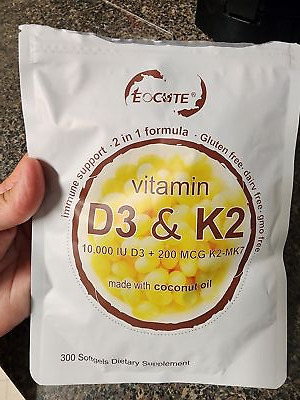 EOCUTE®
immune support · 2 in 1 formula · Gluten free·dairy free·gmo free
vitamin
D3 & K2
10,000 IU D3 + 200 MCG K2-MK7
made with coconut oil
300 Softgels Dietary Supplement